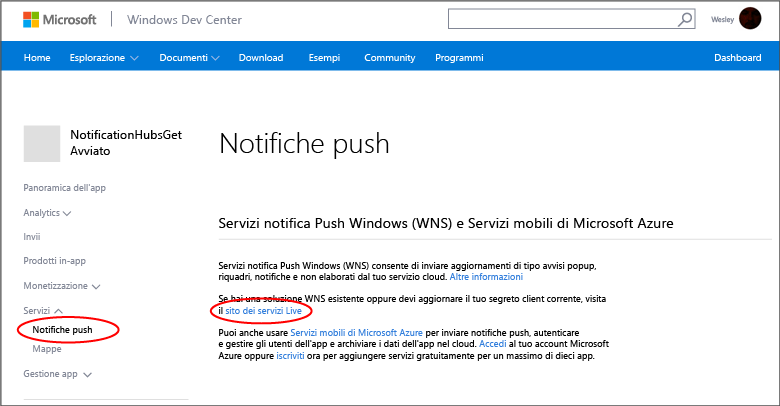 Microsoft Windows Dev Center Wesley
Home Esplorazione Documenti Download Esempi Community Programmi Dashboard
NotificationHubsGet
Avviato
Notifiche push
Panoramica dell'app
Analytics
Invii
Prodotti in-app
Monetizzazione
Servizi
Notifiche push
Mappe
Gestione app
Servizi notifica Push Windows (WNS) e Servizi mobili di Microsoft Azure
Servizi notifica Push Windows (WNS) consente di inviare aggiornamenti di tipo avvisi popup,
riquadri, notifiche e non elaborati dal tuo servizio cloud. Altre informazioni
Se hai una soluzione WNS esistente oppure devi aggiornare il tuo segreto client corrente, visita
il sito dei servizi Live
Puoi anche usare Servizi mobili di Microsoft Azure per inviare notifiche push, autenticare
e gestire gli utenti dell'app e archiviare i dati dell'app nel cloud. Accedi al tuo account Microsoft
Azure oppure iscriviti ora per aggiungere servizi gratuitamente per un massimo di dieci app.